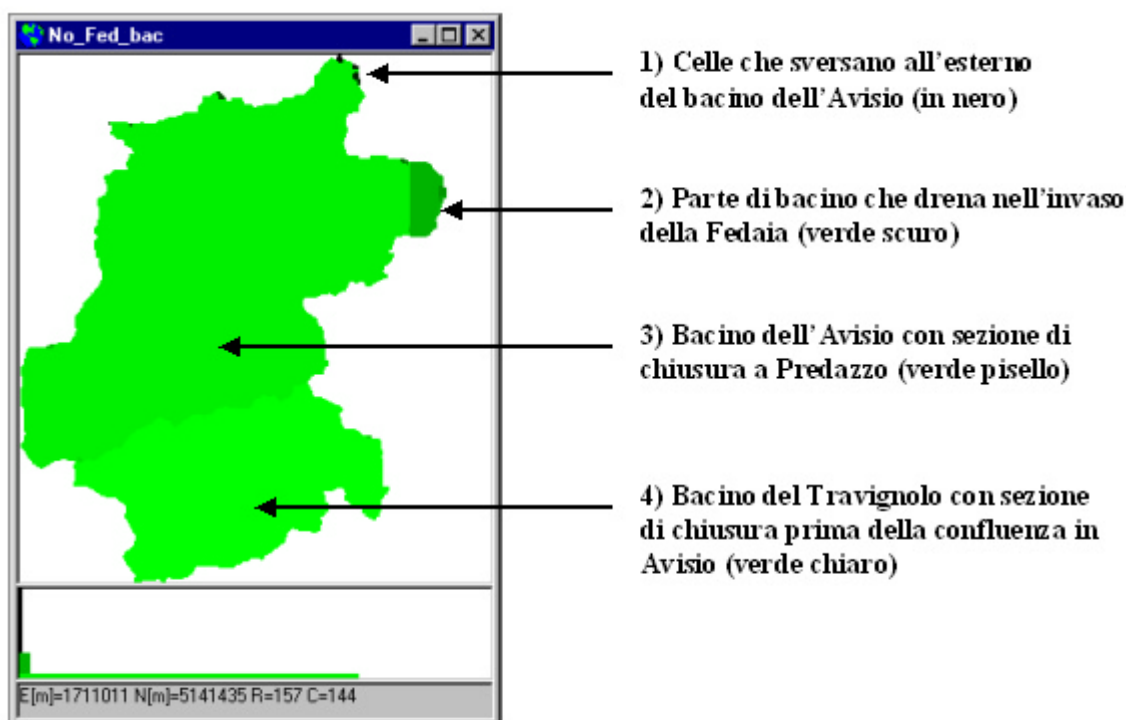 No_Fed_bac
1) Celle che sversano all'esterno
del bacino dell'Avisio (in nero)
2) Parte di bacino che drena nell'invaso
della Fedaia (verde scuro)
3) Bacino dell'Avisio con sezione di
chiusura a Predazzo (verde pisello)
4) Bacino del Travignolo con sezione
di chiusura prima della confluenza in
Avisio (verde chiaro)
E[m]=1711011 N[m]=5141435 R=157 C=144